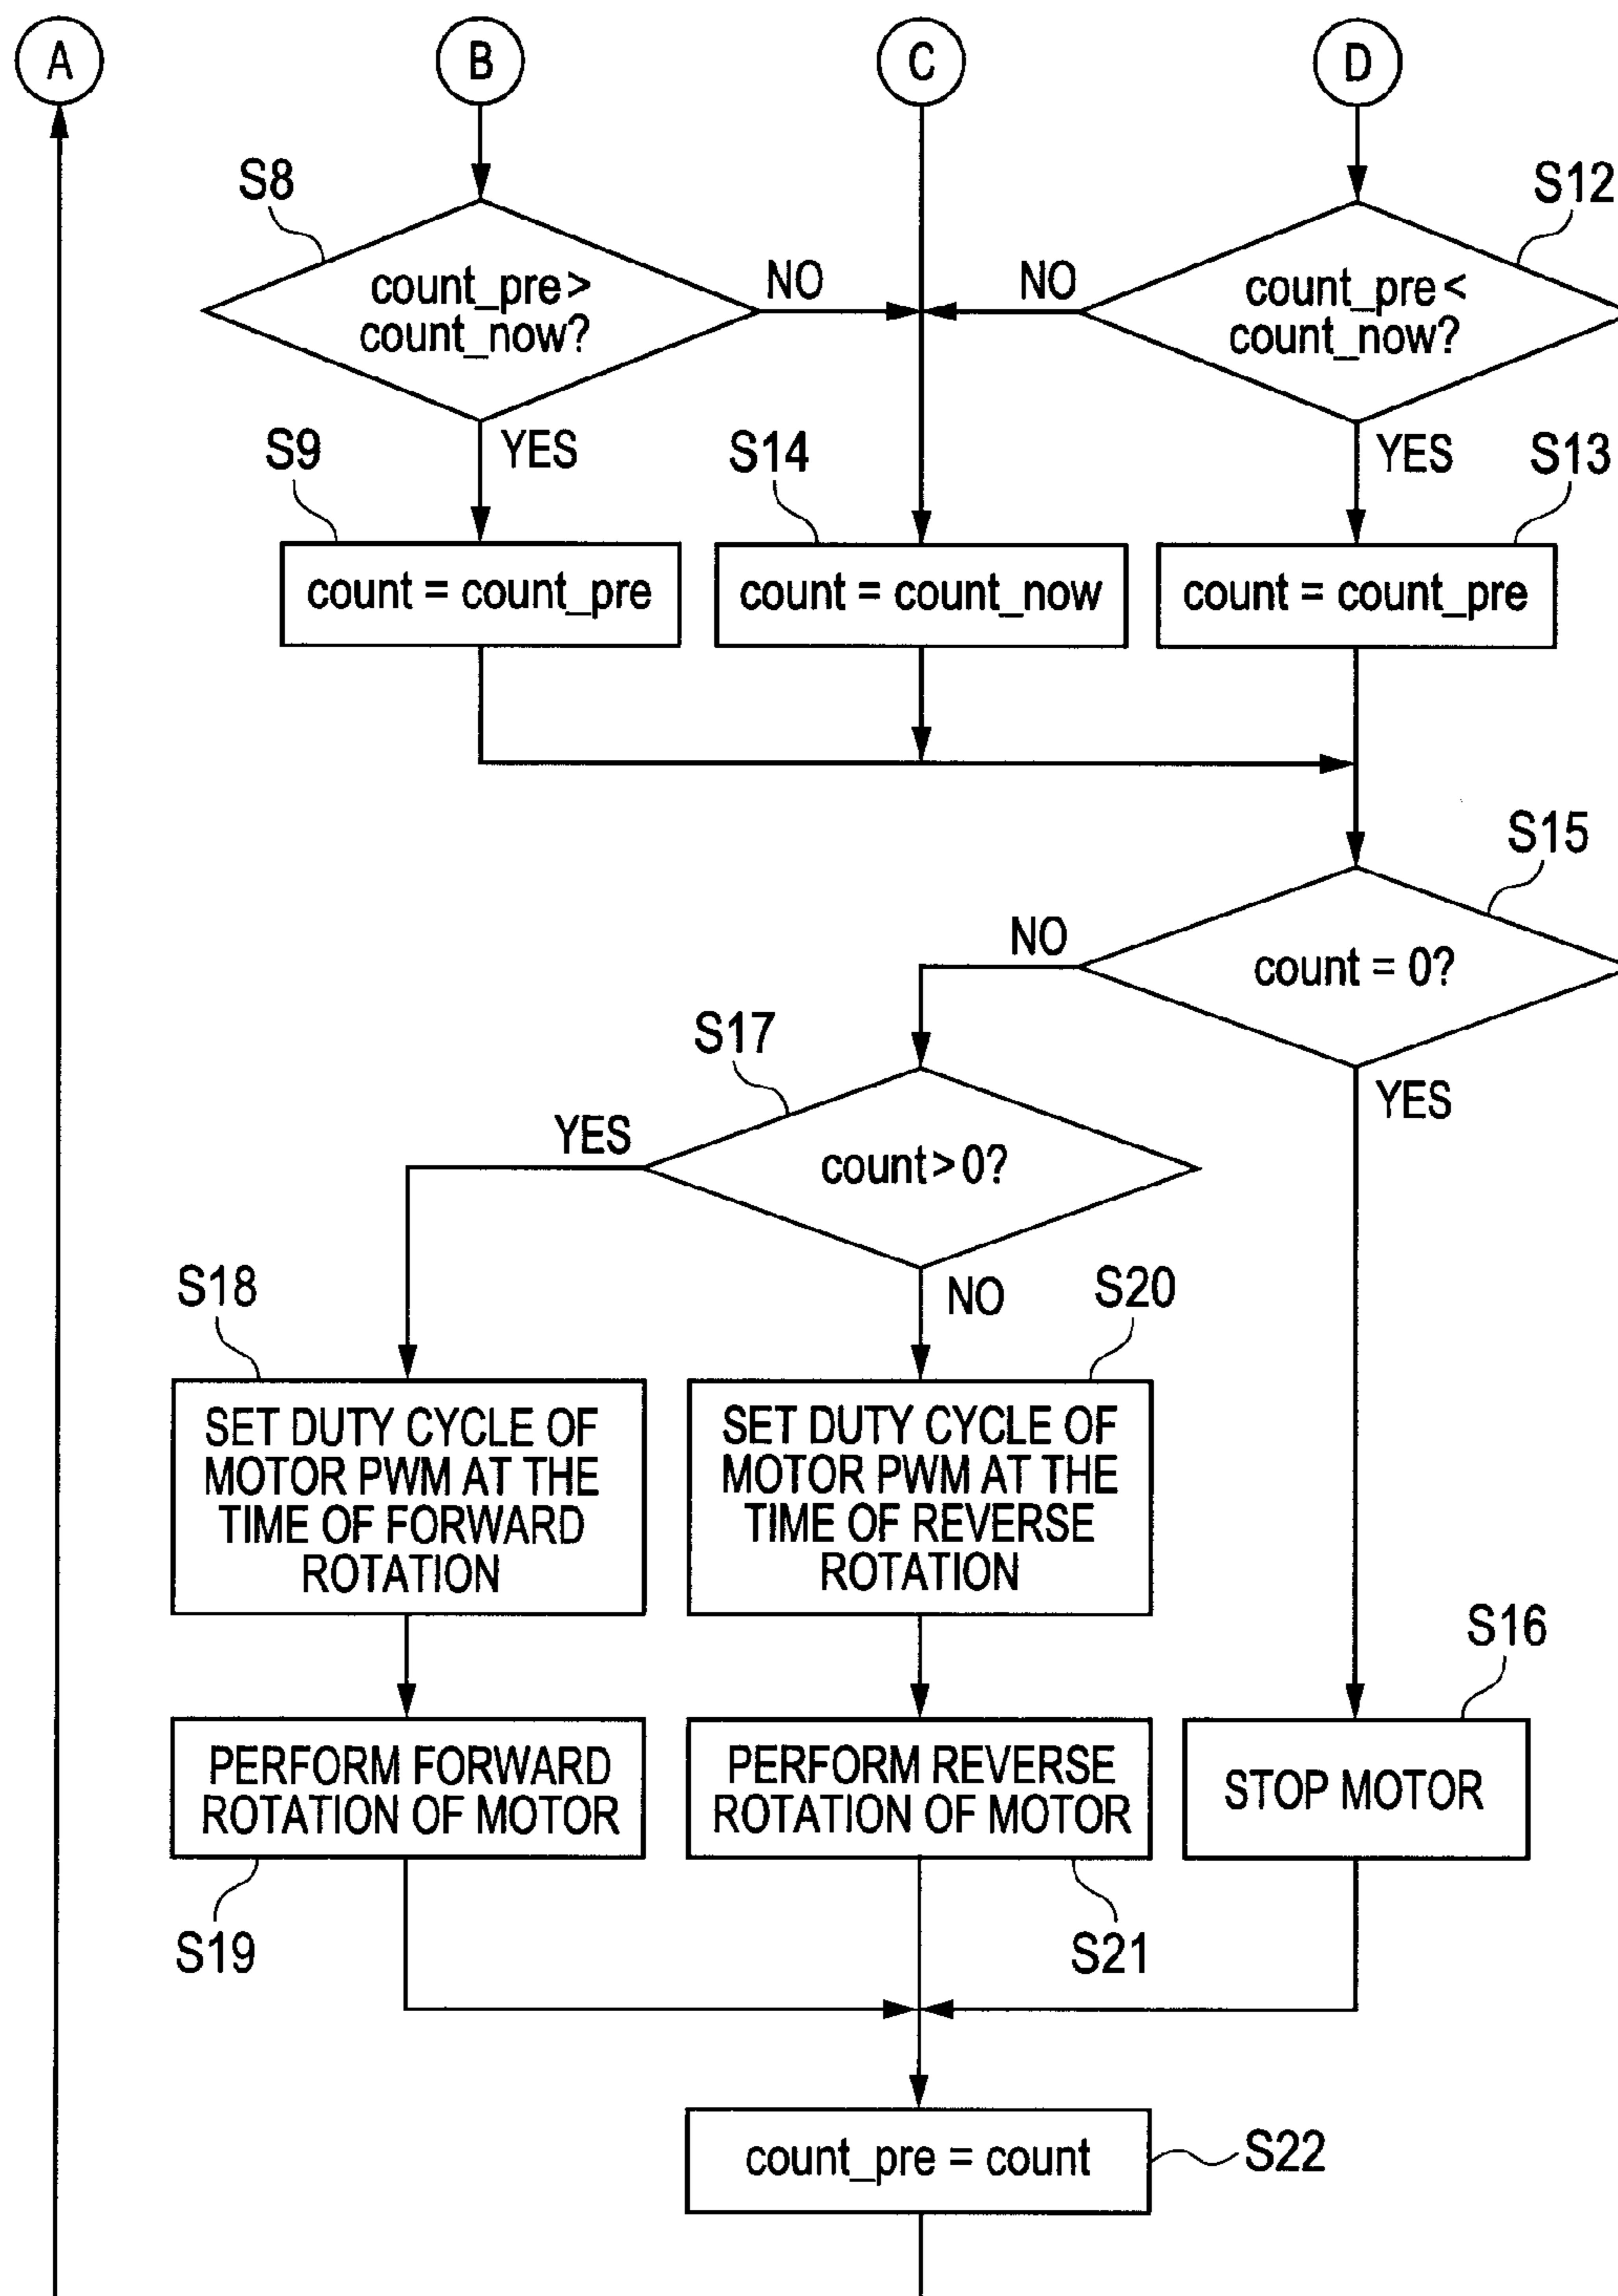 A
B
C
D
S8
S12
count_pre>
count_now?
NO
NO
count_pre<
count_now?
S9
YES
S14
YES
S13
count = count_pre
count = count_now
count = count_pre
S15
NO
count = 0?
S17
YES
YES
count>0?
S18
NO
S20
SET DUTY CYCLE OF
MOTOR PWM AT THE
TIME OF FORWARD
ROTATION
SET DUTY CYCLE OF
MOTOR PWM AT THE
TIME OF REVERSE
ROTATION
S16
PERFORM FORWARD
ROTATION OF MOTOR
PERFORM REVERSE
ROTATION OF MOTOR
STOP MOTOR
S19
S21
count_pre = count
S22